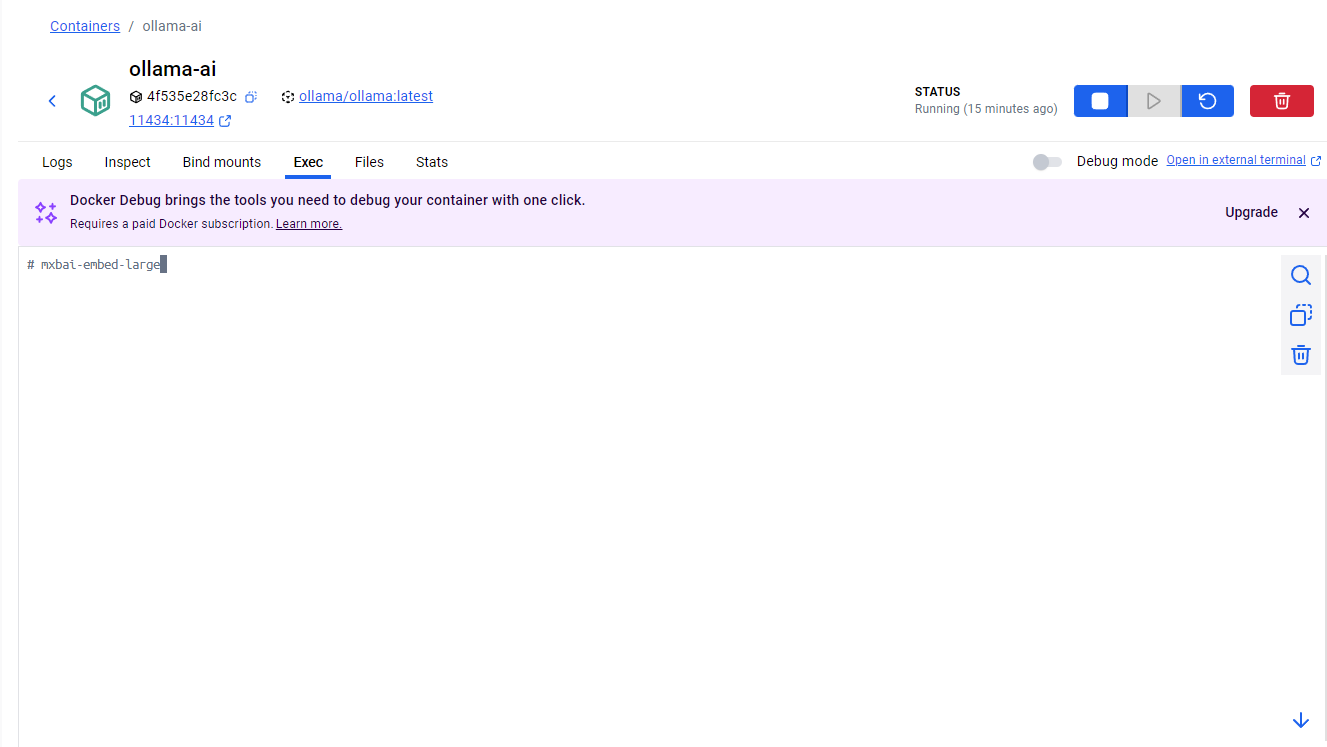 Containers / ollama-ai
ollama-ai
4f535e28fc3c ollama/ollama:latest
11434:11434
STATUS
Running (15 minutes ago)
Logs Inspect Bind mounts Exec Files Stats Debug mode Open in external terminal
Docker Debug brings the tools you need to debug your container with one click.
Requires a paid Docker subscription. Learn more.
Upgrade
# mxbai-embed-large